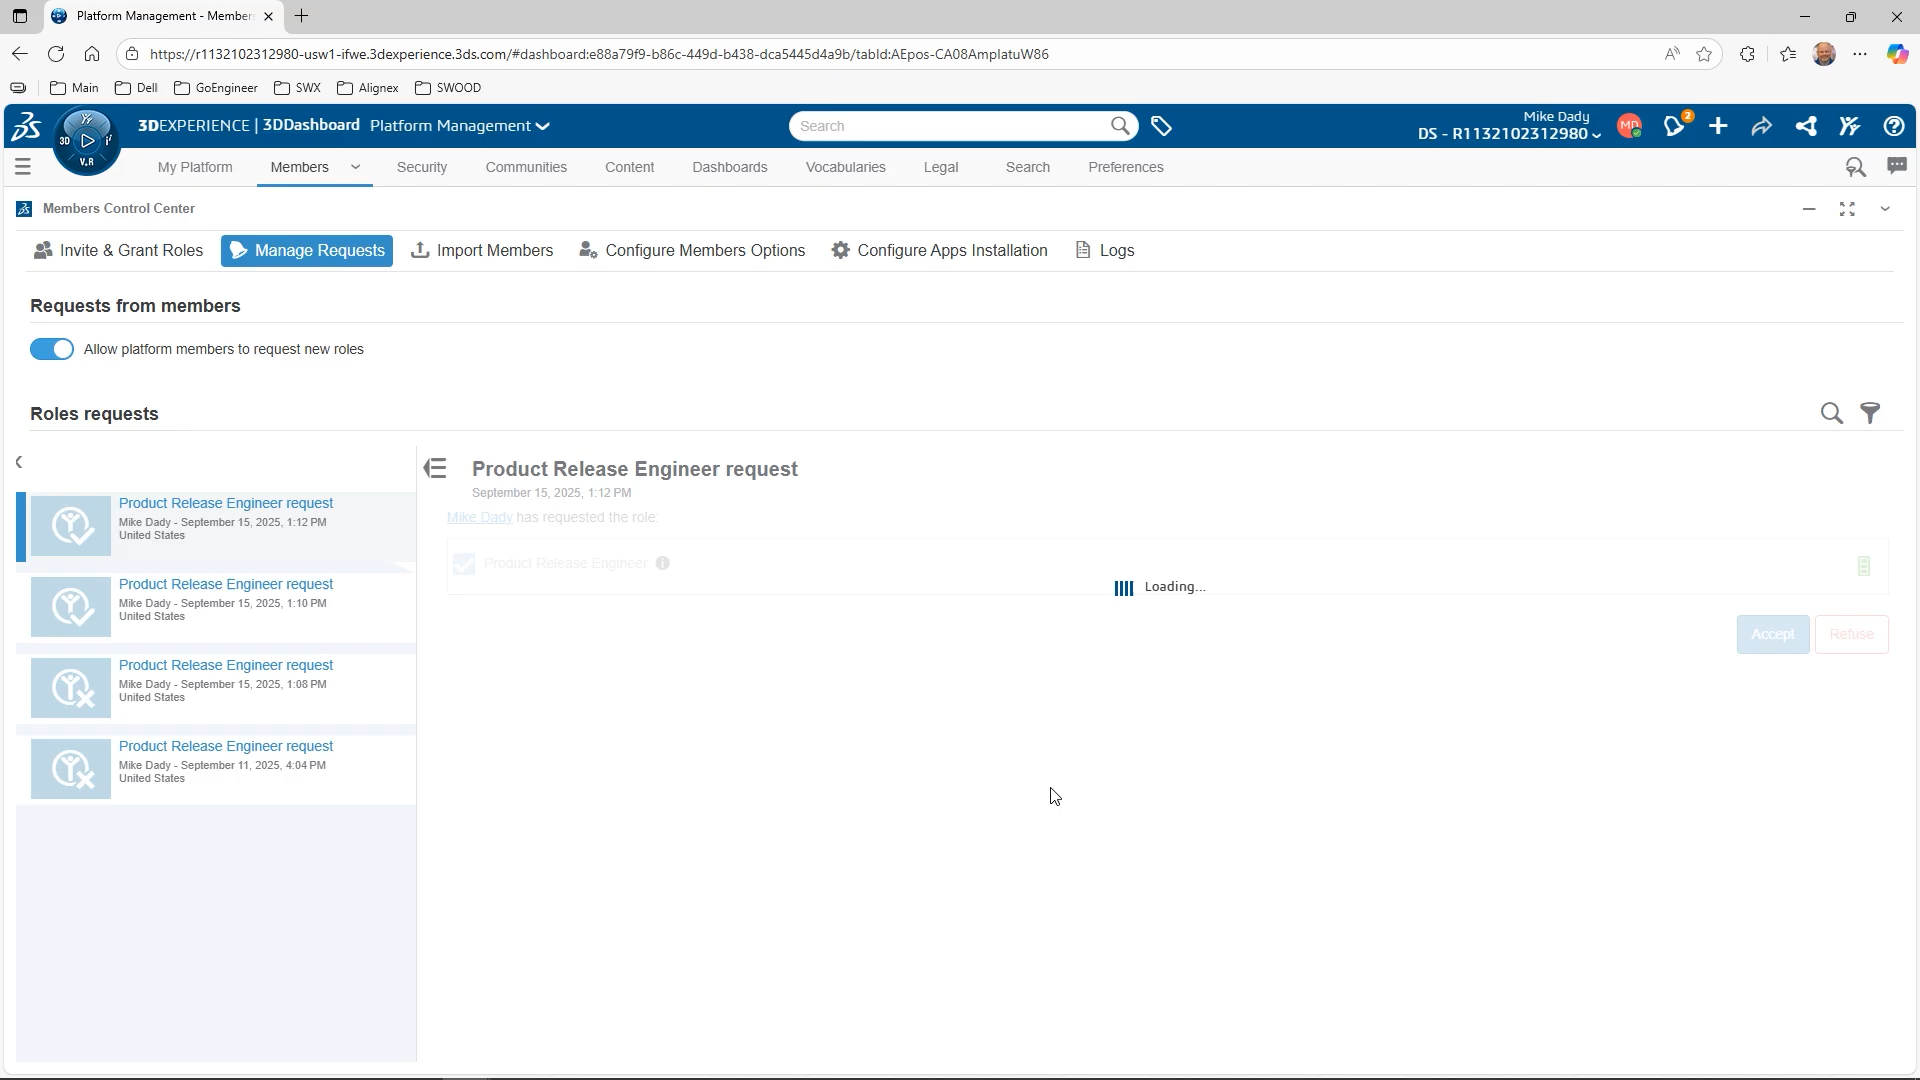 Platform Management - Member
https://r1132102312980-usw1-ifwe.3dexperience.3ds.com/#dashboard:e88a79f9-b86c-449d-b438-dca5445d4a9b/tabId:AEpos-CA08AmplatuW86
Main
Dell
GoEngineer
SWX
Alignex
SWOOD
3DEXPERIENCE | 3DDashboard Platform Management
Search
Mike Dady
DS - R1132102312980
MD
2
3D
V.R
My Platform
Members
Security
Communities
Content
Dashboards
Vocabularies
Legal
Search
Preferences
Members Control Center
Invite & Grant Roles
Manage Requests
Import Members
Configure Members Options
Configure Apps Installation
Logs
Requests from members
Allow platform members to request new roles
Roles requests
Product Release Engineer request
Mike Dady - September 15, 2025, 1:12 PM
United States
Product Release Engineer request
Mike Dady - September 15, 2025, 1:10 PM
United States
Product Release Engineer request
Mike Dady - September 15, 2025, 1:08 PM
United States
Product Release Engineer request
Mike Dady - September 11, 2025, 4:04 PM
United States
Product Release Engineer request
September 15, 2025, 1:12 PM
Mike Dady has requested the role:
Product Release Engineer
Loading...
Accept
Refuse